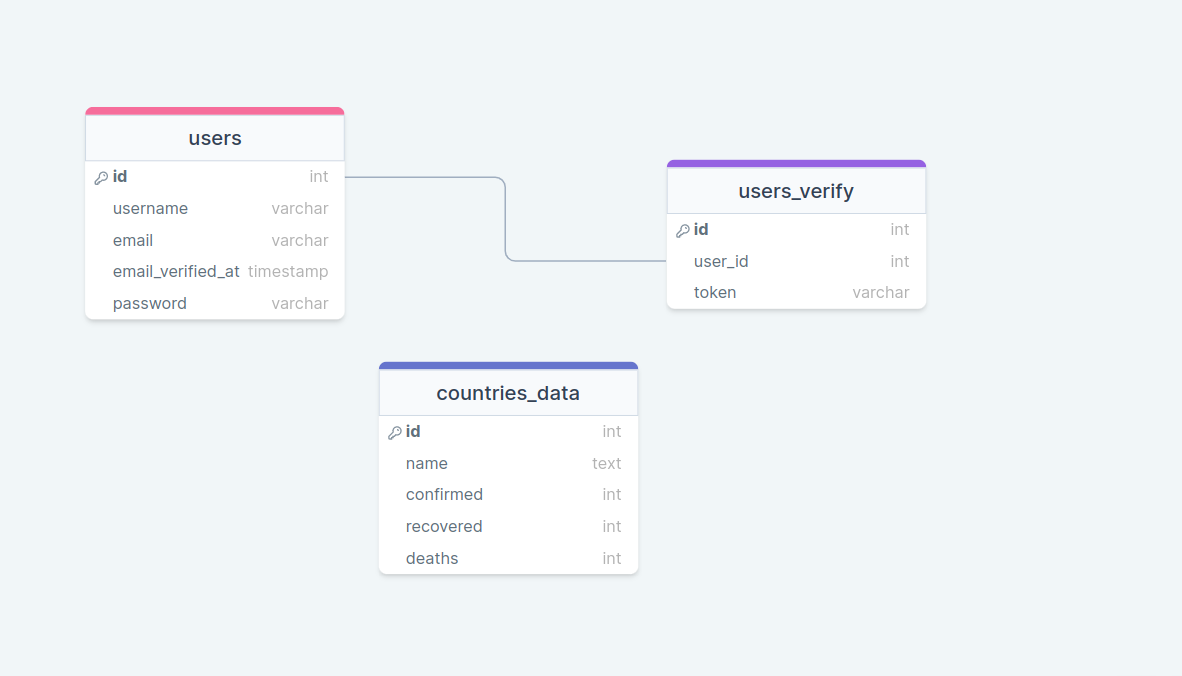 users
id int
username varchar
email varchar
email_verified_at timestamp
password varchar
users_verify
id int
user_id int
token varchar
countries_data
id int
name text
confirmed int
recovered int
deaths int